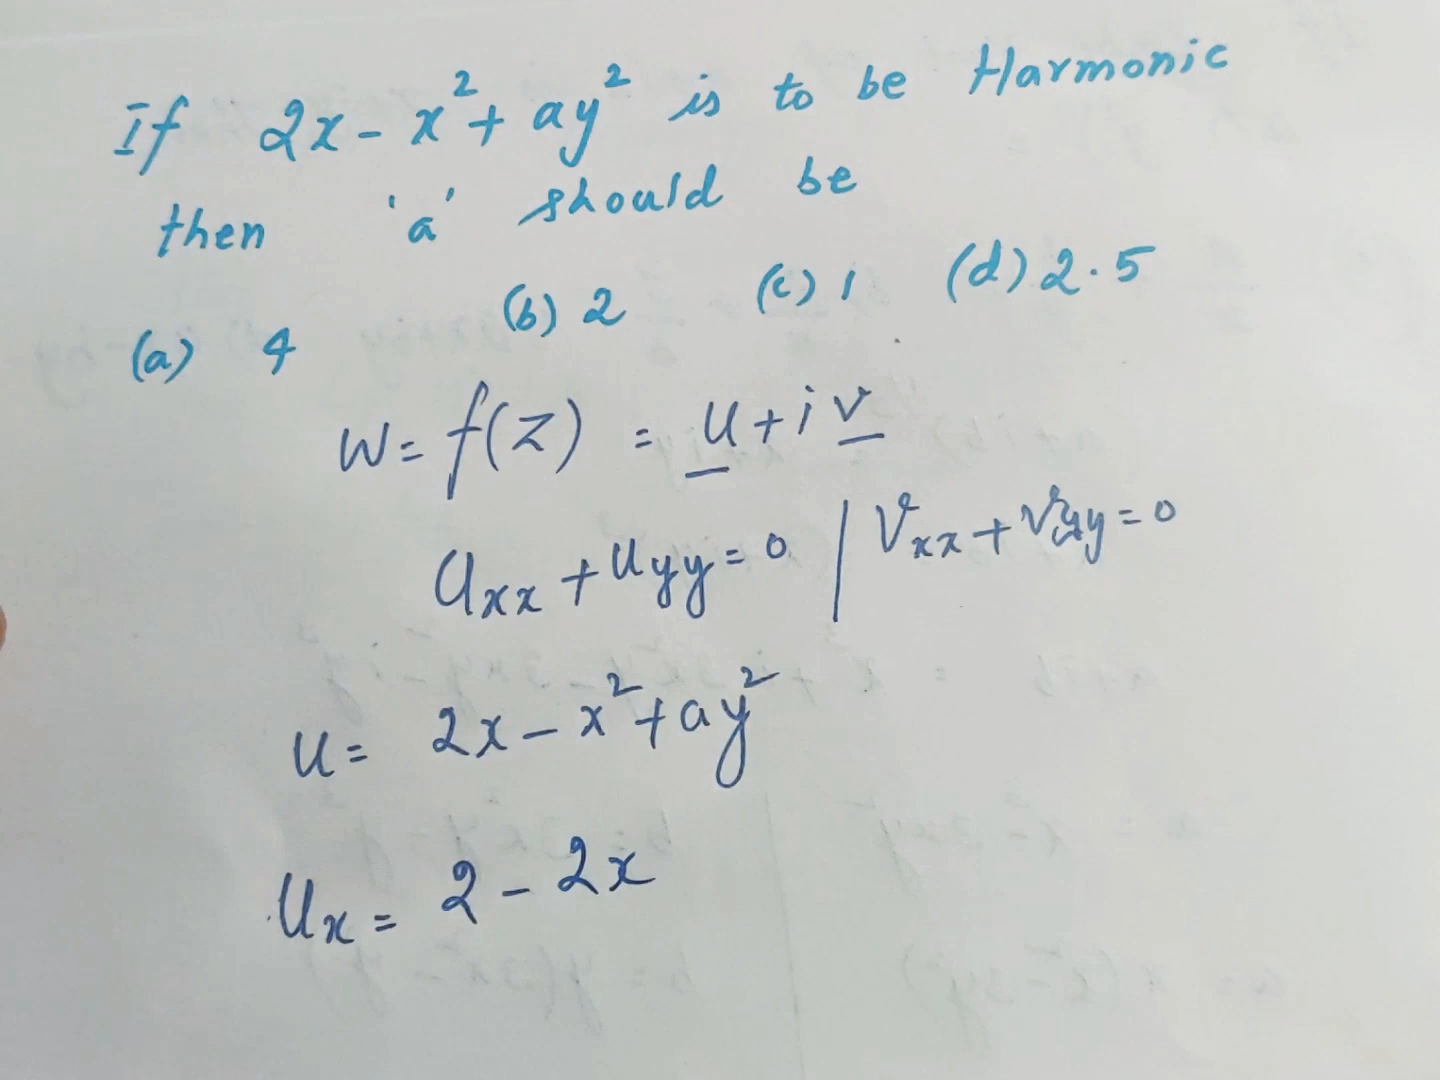 If 2x - x² + ay² is to be Harmonic
then 'a' should be
(a) 4 (b) 2 (c) 1 (d) 2.5
W = f(z) = u + iv
Uxx + Uyy = 0 | Vxx + Vyy = 0
u = 2x - x² + ay²
Ux = 2 - 2x